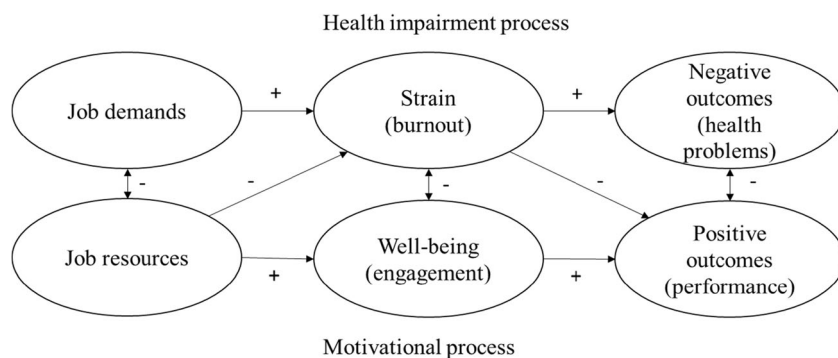 Health impairment process
Job demands
+
Strain
(burnout)
+
Negative
outcomes
(health
problems)
-
-
-
-
-
Job resources
+
Well-being
(engagement)
+
Positive
outcomes
(performance)
Motivational process